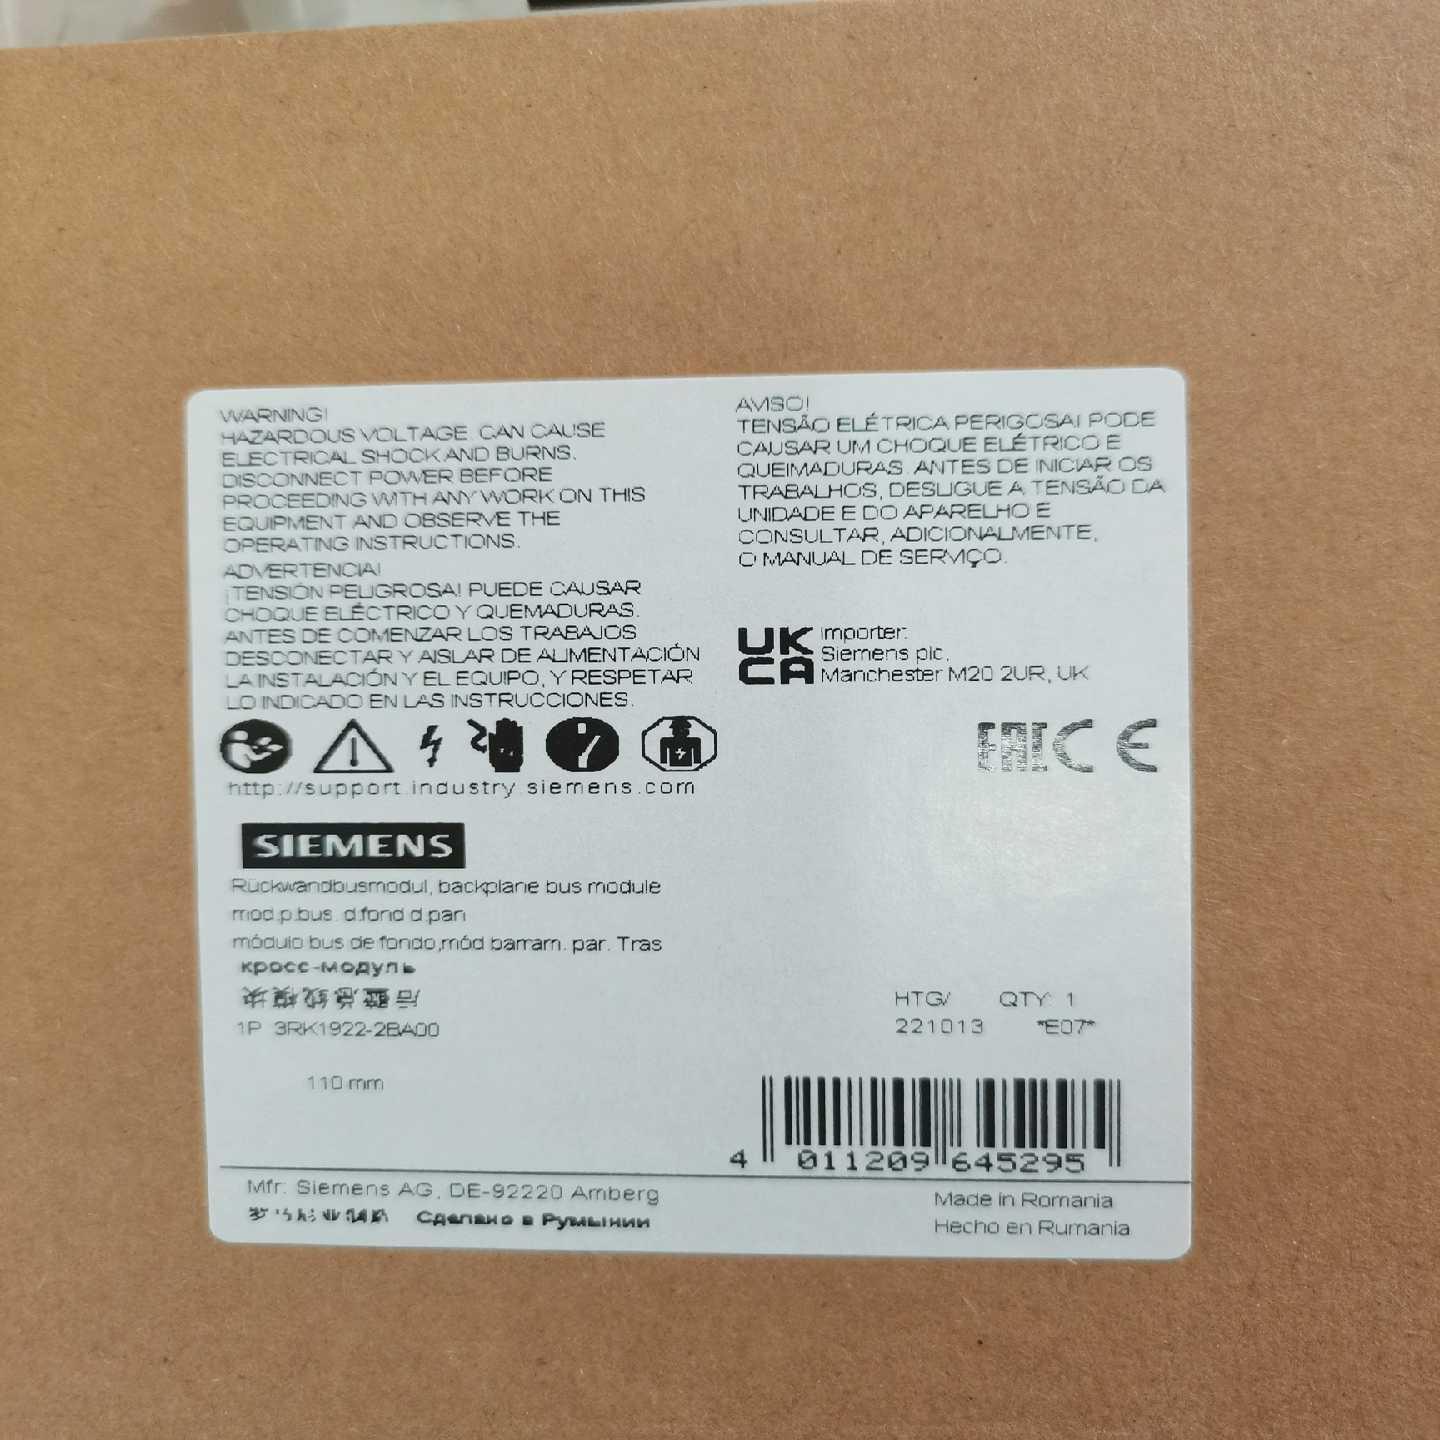 WARNING!
HAZARDOUS VOLTAGE. CAN CAUSE
ELECTRICAL SHOCK AND BURNS.
DISCONNECT POWER BEFORE
PROCEEDING WITH ANY WORK ON THIS
EQUIPMENT AND OBSERVE THE
OPERATING INSTRUCTIONS.
ADVERTENCIA!
¡TENSIÓN PELIGROSA! PUEDE CAUSAR
CHOQUE ELÉCTRICO Y QUEMADURAS.
ANTES DE COMENZAR LOS TRABAJOS
DESCONECTAR Y AISLAR DE ALIMENTACIÓN
LA INSTALACIÓN Y EL EQUIPO, Y RESPETAR
LO INDICADO EN LAS INSTRUCCIONES.
AVISO!
TENSÃO ELÉTRICA PERIGOSA! PODE
CAUSAR UM CHOQUE ELÉTRICO E
QUEIMADURAS. ANTES DE INICIAR OS
TRABALHOS, DESLIGUE A TENSÃO DA
UNIDADE E DO APARELHO E
CONSULTAR, ADICIONALMENTE,
O MANUAL DE SERVIÇO.
UK
CA
Importer:
Siemens plc,
Manchester M20 2UR, UK
EAC CE
http://support.industry.siemens.com
SIEMENS
Rückwandbusmodul, backplane bus module
mod.p.bus. d.fond d.pan
módulo bus de fondo,mód barram. par. Tras
кросс-модуль
1P 3RK1922-2BA00
HTG/ QTY: 1
221013 *E07*
110 mm
4 011209 645295
Mfr: Siemens AG, DE-92220 Amberg
Сделано в Румынии
Made in Romania
Hecho en Rumania